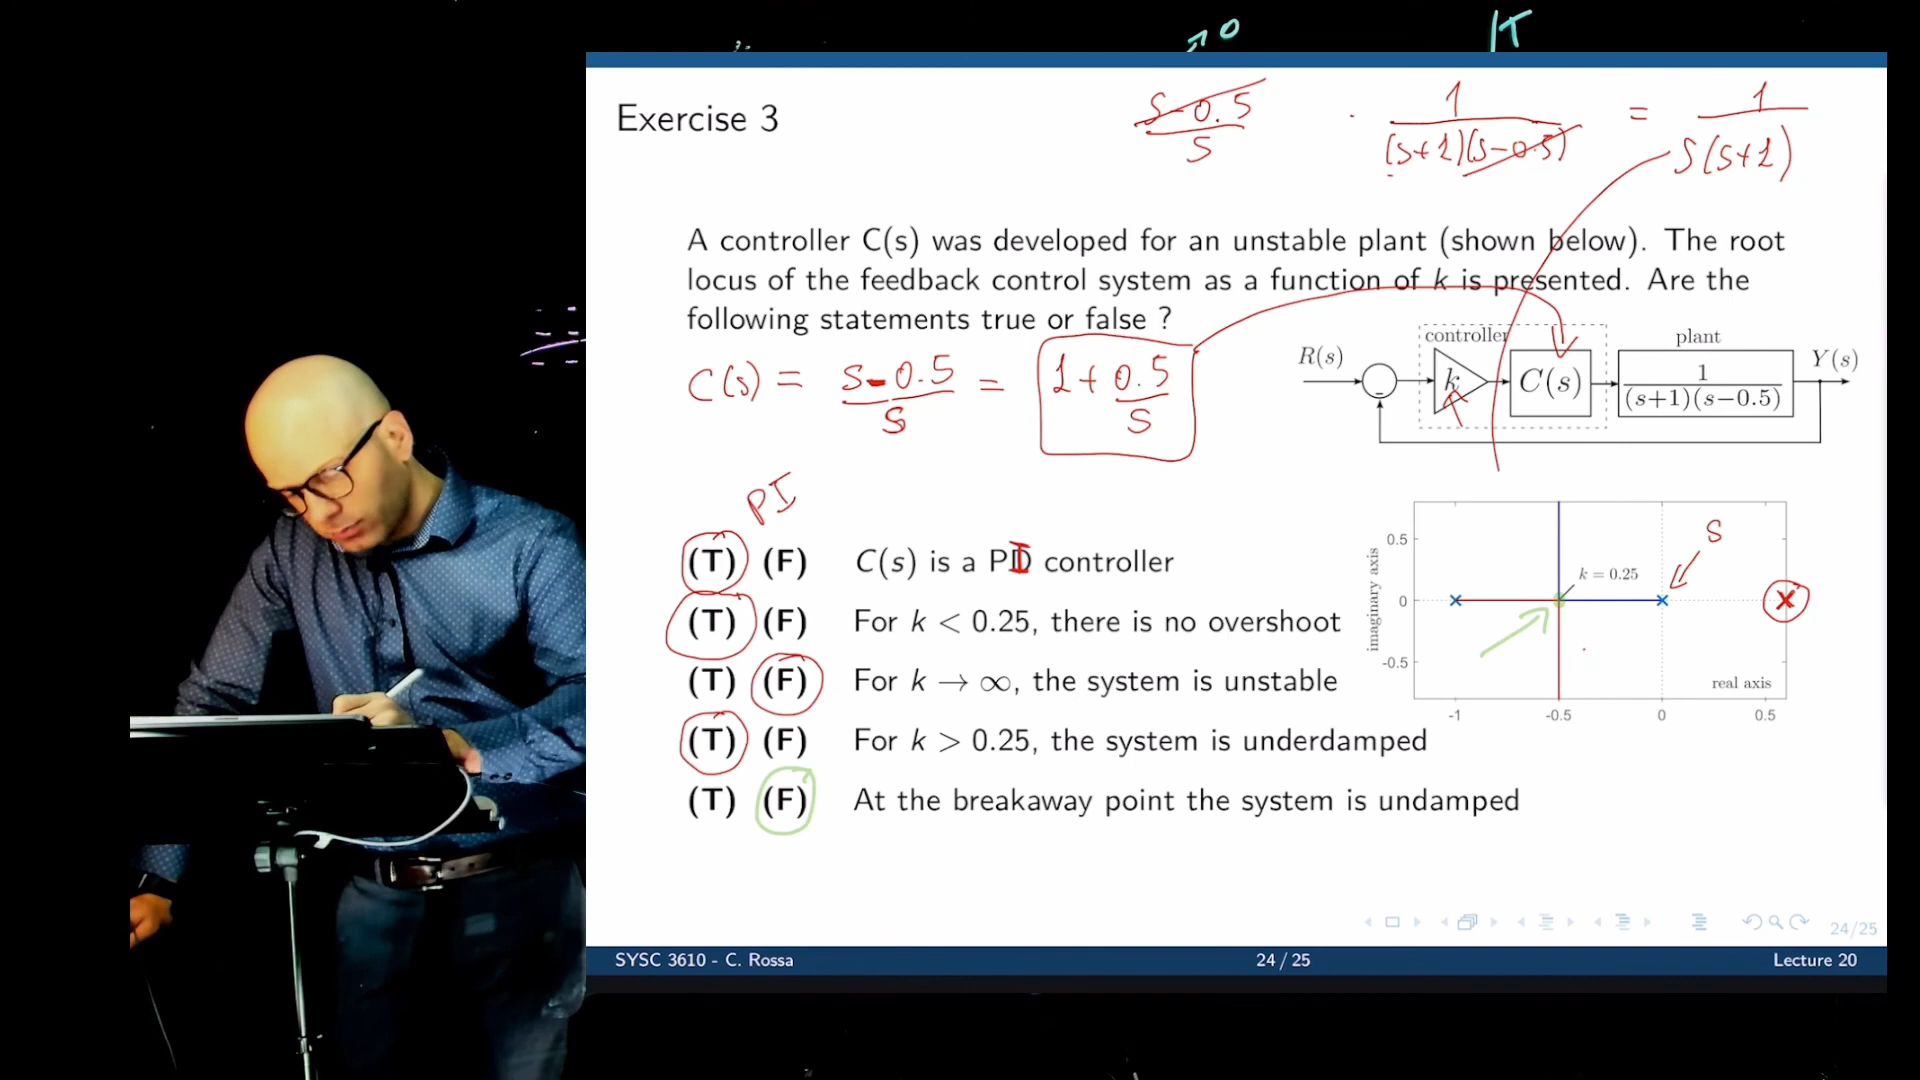 0
K
Exercise 3
s-0.5 / s · 1 / (s+1)(s-0.5) = 1 / s(s+1)
A controller C(s) was developed for an unstable plant (shown below). The root
locus of the feedback control system as a function of k is presented. Are the
following statements true or false ?
C(s) = s-0.5 / s = 1 + 0.5 / s
controller
plant
R(s)
-
k
C(s)
1
(s+1)(s−0.5)
Y(s)
PI
(T) (F) C(s) is a PI controller
(T) (F) For k < 0.25, there is no overshoot
(T) (F) For k → ∞, the system is unstable
(T) (F) For k > 0.25, the system is underdamped
(T) (F) At the breakaway point the system is undamped
imaginary axis
0.5
0
-0.5
k = 0.25
S
real axis
-1 -0.5 0 0.5
24/25
SYSC 3610 - C. Rossa 24 / 25 Lecture 20